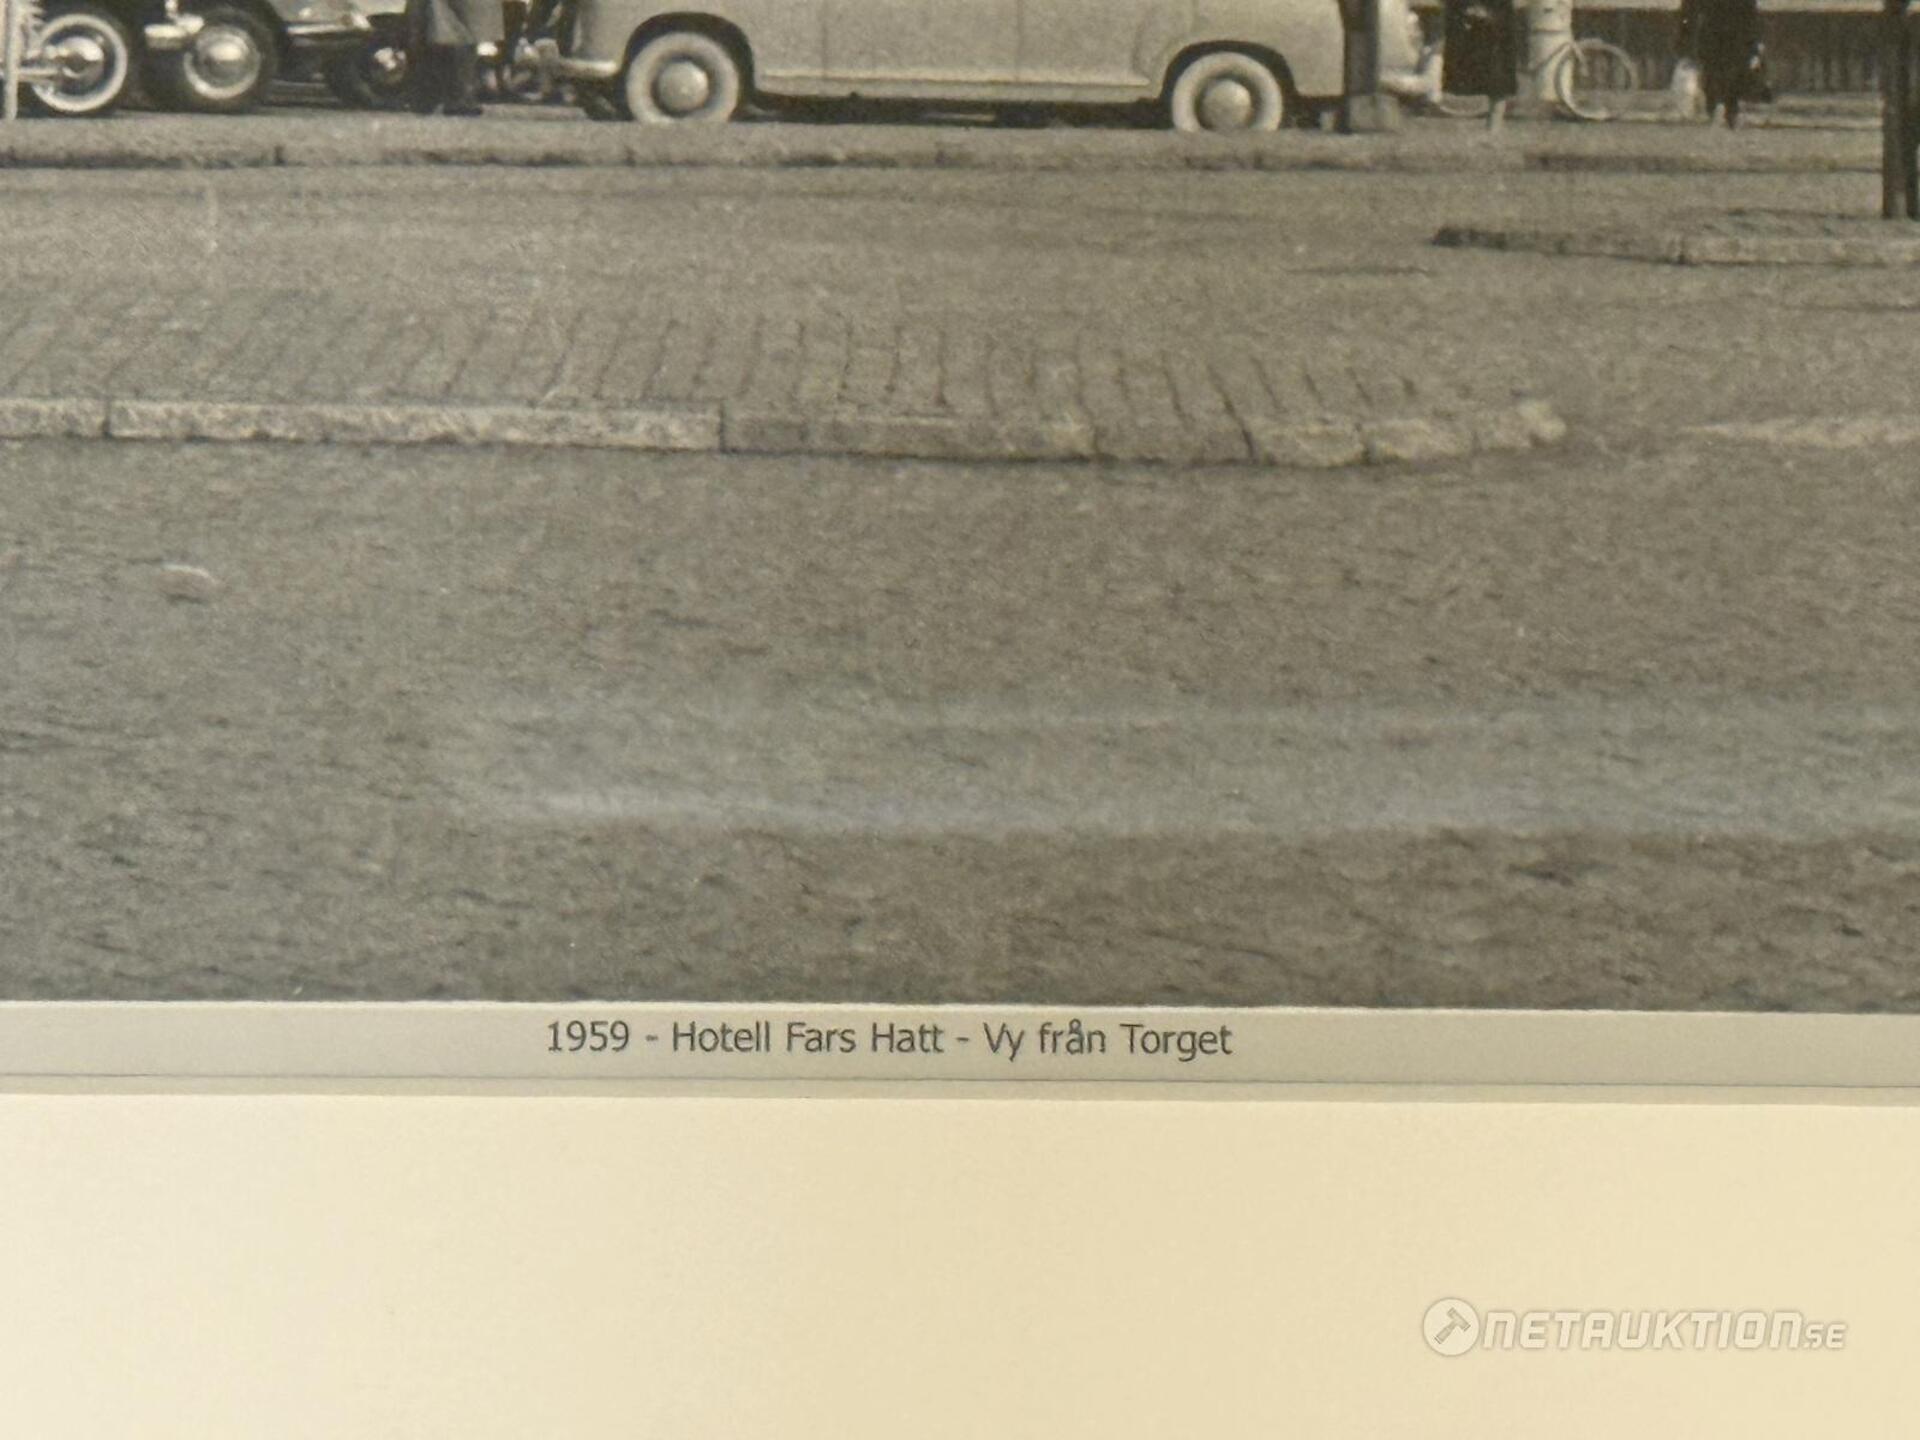 1959 - Hotell Fars Hatt - Vy från Torget
NETAUKTION.SE